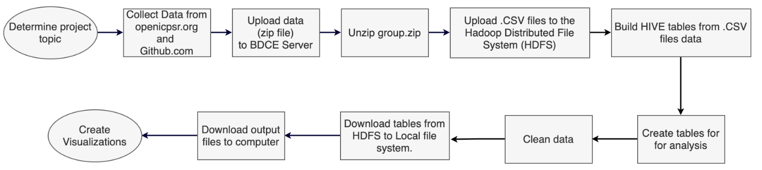 Determine project
topic
Collect Data from
openicpsr.org
and
Github.com
Upload data
(zip file)
to BDCE Server
Unzip group.zip
Upload .CSV files to the
Hadoop Distributed File
System (HDFS)
Build HIVE tables from .CSV
files data
Create tables for
for analysis
Clean data
Download tables from
HDFS to Local file
system.
Download output
files to computer
Create
Visualizations